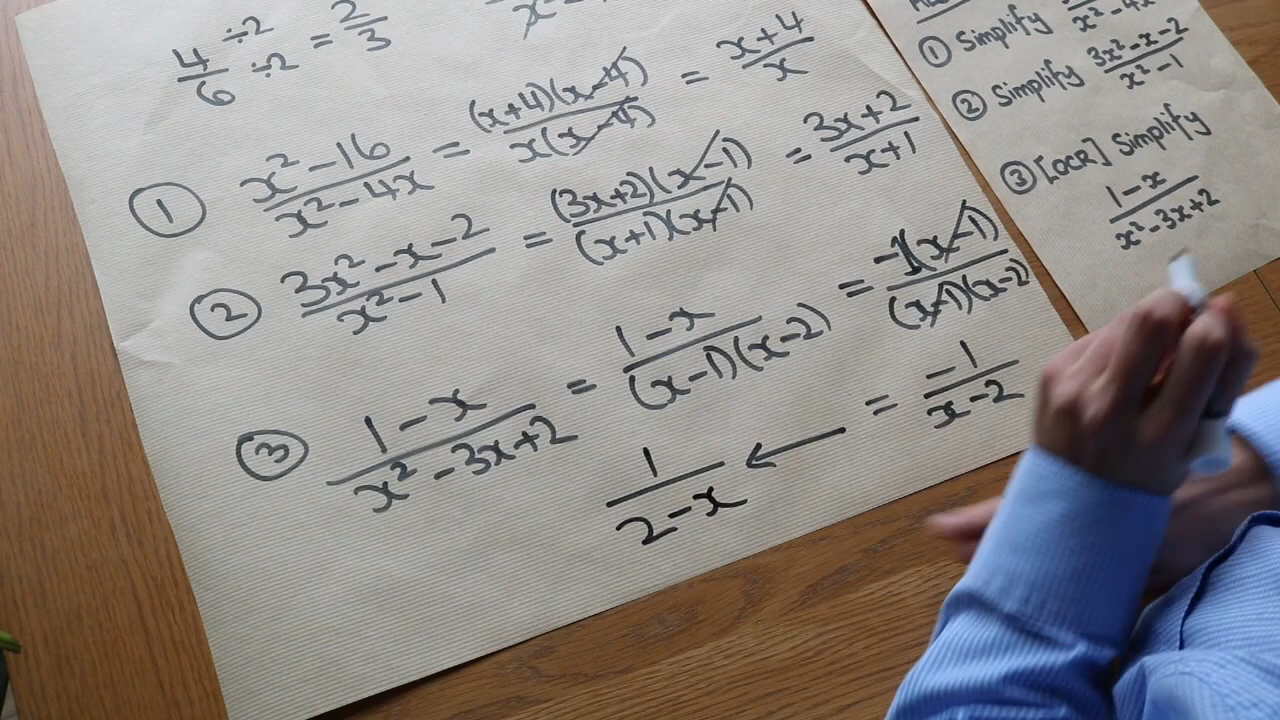 4/6 ÷2/÷2 = 2/3
① x² - 16 / x² - 4x = (x+4)(x-4) / x(x-4) = x+4 / x
② 3x² - x - 2 / x² - 1 = (3x+2)(x-1) / (x+1)(x-1) = 3x+2 / x+1
③ 1 - x / x² - 3x + 2 = 1 - x / (x-1)(x-2) = -1(x-1) / (x-1)(x-2)
1 / 2-x ← = -1 / x-2
① Simplify / x² - 4x
② Simplify 3x² - x - 2 / x² - 1
③ [OCR] Simplify
1 - x / x² - 3x + 2